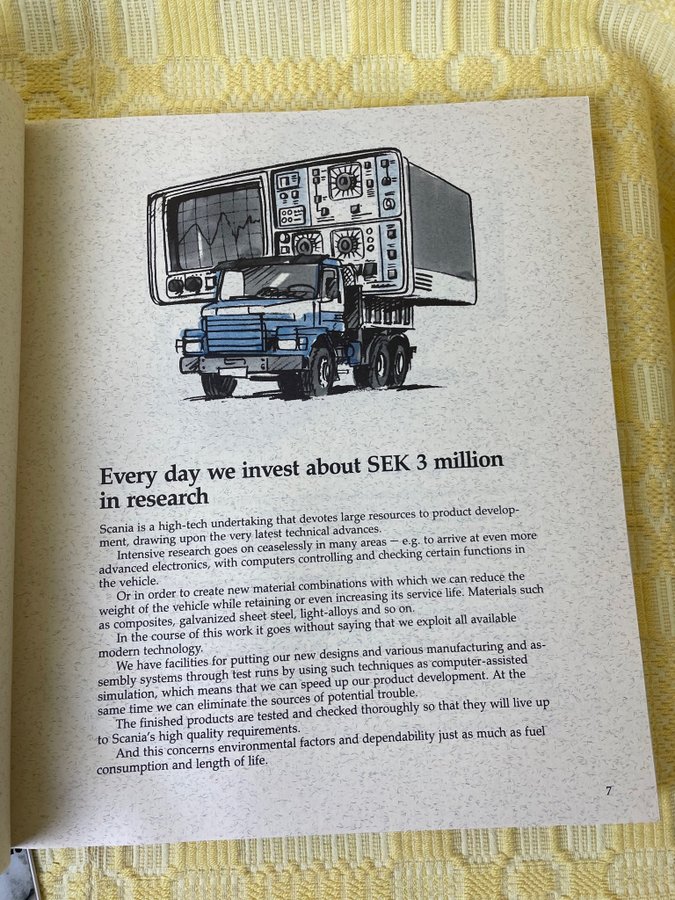 Every day we invest about SEK 3 million
in research
Scania is a high-tech undertaking that devotes large resources to product develop-
ment, drawing upon the very latest technical advances.
Intensive research goes on ceaselessly in many areas – e.g. to arrive at even more
advanced electronics, with computers controlling and checking certain functions in
the vehicle.
Or in order to create new material combinations with which we can reduce the
weight of the vehicle while retaining or even increasing its service life. Materials such
as composites, galvanized sheet steel, light-alloys and so on.
In the course of this work it goes without saying that we exploit all available
modern technology.
We have facilities for putting our new designs and various manufacturing and as-
sembly systems through test runs by using such techniques as computer-assisted
simulation, which means that we can speed up our product development. At the
same time we can eliminate the sources of potential trouble.
The finished products are tested and checked thoroughly so that they will live up
to Scania's high quality requirements.
And this concerns environmental factors and dependability just as much as fuel
consumption and length of life.
7